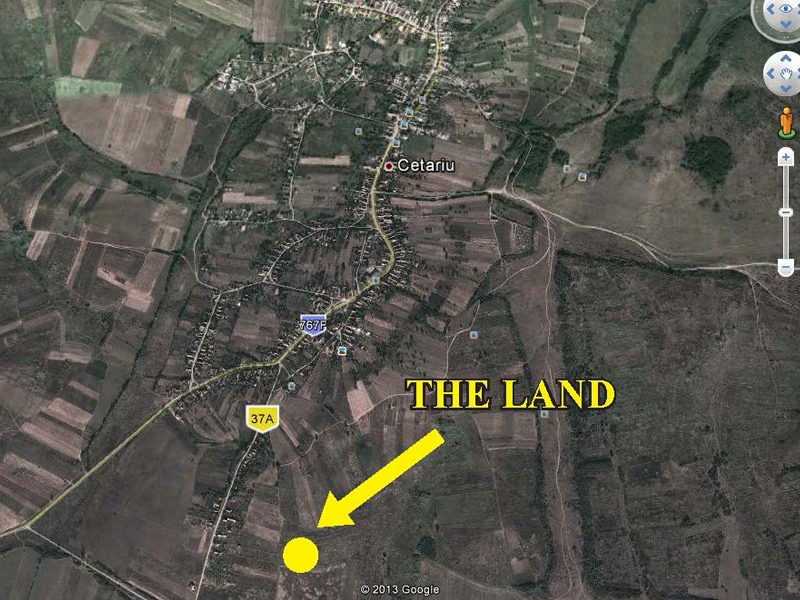 Cetariu
767F
THE LAND
37A
© 2013 Google